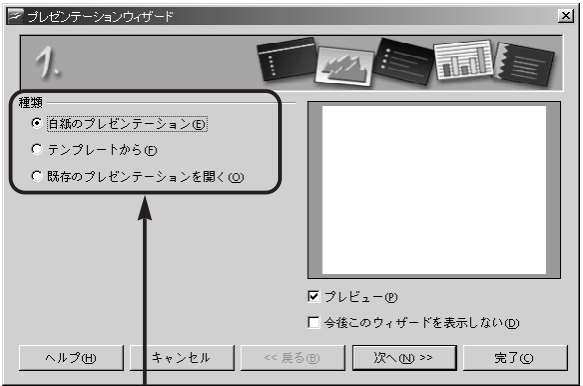 プレゼンテーションウィザード
1.
種類
白紙のプレゼンテーション(E)
テンプレートから(F)
既存のプレゼンテーションを開く(O)
プレビュー(P)
今後このウィザードを表示しない(D)
ヘルプ(H) キャンセル << 戻る(B) 次へ(N) >> 完了(C)